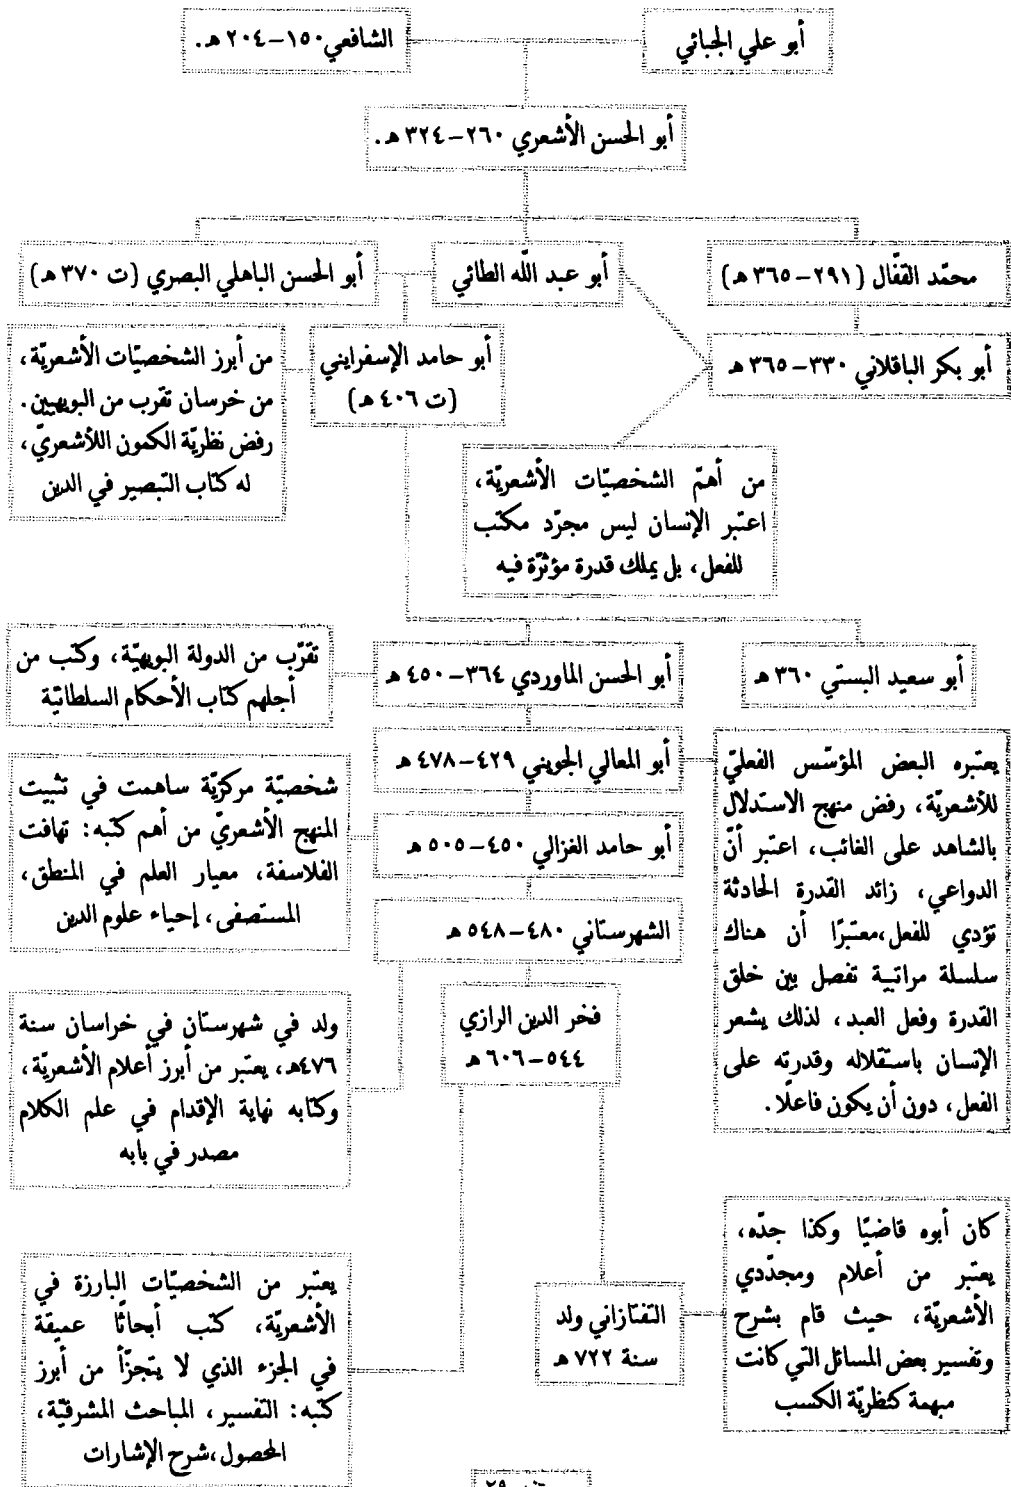 أبو علي الجبائي
الشافعي ١٥٠-٢٠٤ هـ.
أبو الحسن الأشعري ٢٦٠-٣٢٤ هـ.
محمّد القفّال (٢٩١-٣٦٥ هـ)
أبو عبد اللّه الطائي
أبو الحسن الباهلي البصري (ت ٣٧٠ هـ)
أبو بكر الباقلاني ٣٣٠-٣٦٥ هـ
أبو حامد الإسفرايني
(ت ٤٠٦ هـ)
من أبرز الشخصيّات الأشعريّة،
من خرسان تقرب من البويهيين.
رفض نظريّة الكمون اللأشعريّ،
له كتاب التبصير في الدين
من أهمّ الشخصيّات الأشعريّة،
اعتبر الإنسان ليس مجرّد مكتب
للفعل، بل يملك قدرة مؤثرّة فيه
أبو سعيد البستي ٣٦٠ هـ
أبو الحسن الماوردي ٣٦٤-٤٥٠ هـ
تقرّب من الدولة البويهيّة، وكتب من
أجلهم كتاب الأحكام السلطانيّة
أبو المعالي الجويني ٤٢٩-٤٧٨ هـ
يعتبره البعض المؤسّس الفعليّ
للأشعريّة، رفض منهج الاستدلال
بالشاهد على الغائب، اعتبر أنّ
الدواعي، زائد القدرة الحادثة
تؤدي للفعل،معتبرًا أن هناك
سلسلة مراتبية تفصل بين خلق
القدرة وفعل العبد، لذلك يشعر
الإنسان باستقلاله وقدرته على
الفعل، دون أن يكون فاعلًا.
أبو حامد الغزالي ٤٥٠-٥٠٥ هـ
شخصيّة مركزيّة ساهمت في تثبيت
المنهج الأشعريّ من أهم كتبه: تهافت
الفلاسفة، معيار العلم في المنطق،
المستصفى، إحياء علوم الدين
الشهرستاني ٤٨٠-٥٤٨ هـ
ولد في شهرستان في خراسان سنة
٤٧٦هـ، يعتبر من أبرز أعلام الأشعريّة،
وكتابه نهاية الإقدام في علم الكلام
مصدر في بابه
فخر الدين الرازي
٥٤٤-٦٠٦ هـ
كان أبوه قاضيًا وكذا جدّه،
يعتبر من أعلام ومجدّدي
الأشعريّة، حيث قام بشرح
وتفسير بعض المسائل التي كانت
مبهمة كنظريّة الكسب
التفتازاني ولد
سنة ٧٢٢ هـ
يعتبر من الشخصيّات البارزة في
الأشعريّة، كتب أبحاثًا عميقة
في الجزء الذي لا يتجزّأ من أبرز
كتبه: التفسير، المباحث المشرقيّة،
المحصول،شرح الإشارات